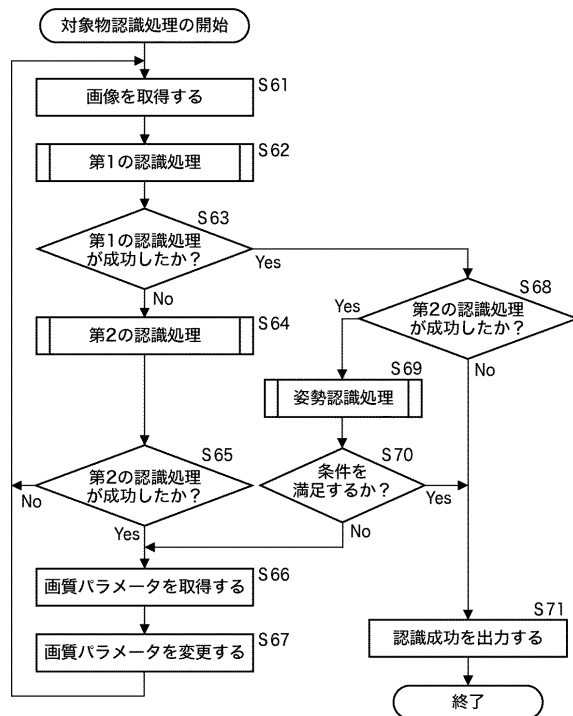 対象物認識処理の開始
画像を取得する
S61
第1の認識処理
S62
S63
第1の認識処理
が成功したか?
Yes
No
第2の認識処理
S64
S65
第2の認識処理
が成功したか?
No
Yes
画質パラメータを取得する
S66
画質パラメータを変更する
S67
S68
第2の認識処理
が成功したか?
Yes
No
S69
姿勢認識処理
S70
条件を
満足するか?
Yes
No
S71
認識成功を出力する
終了